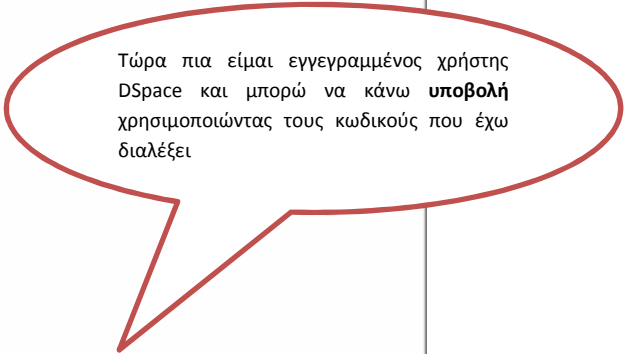 Τώρα πια είμαι εγγεγραμμένος χρήστης
DSpace και μπορώ να κάνω υποβολή
χρησιμοποιώντας τους κωδικούς που έχω
διαλέξει